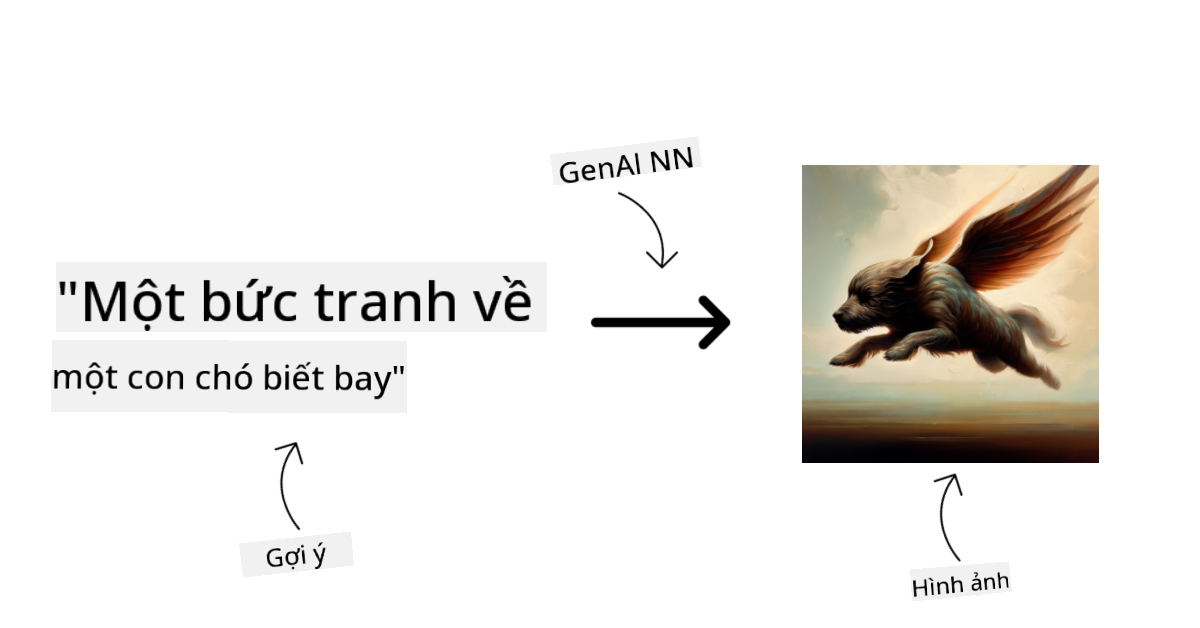 GenAI NN
"Một bức tranh về
một con chó biết bay"
Gợi ý
Hình ảnh